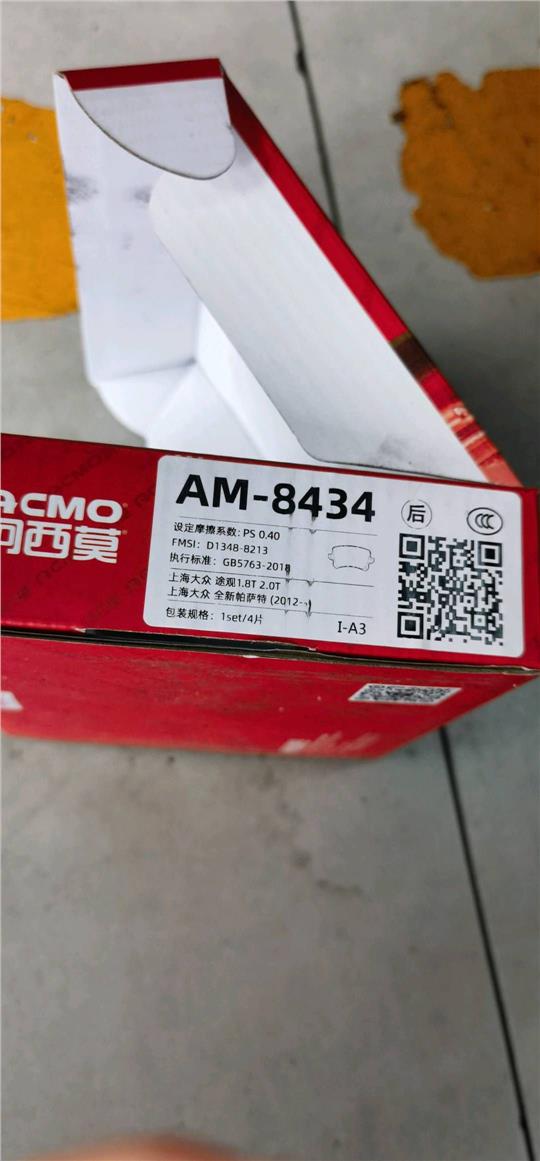 CMO
西莫
AM-8434
后
设定摩擦系数: PS 0.40
FMSI: D1348-8213
执行标准: GB5763-2018
上海大众 途观1.8T 2.0T
上海大众 全新帕萨特 (2012-)
包装规格: 1set/4片
I-A3